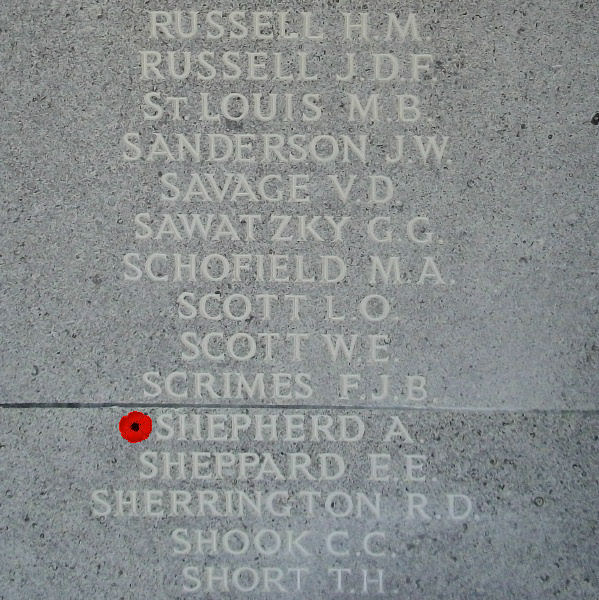 RUSSELL H.M.
RUSSELL J.D.F.
ST. LOUIS M.B.
SANDERSON J.W.
SAVAGE V.D.
SAWATZKY G.G.
SCHOFIELD M.A.
SCOTT L.O.
SCOTT W.E.
SCRIMES F.J.B.
SHEPHERD A.
SHEPPARD E.E.
SHERRINGTON R.D.
SHOOK C.C.
SHORT T.H.